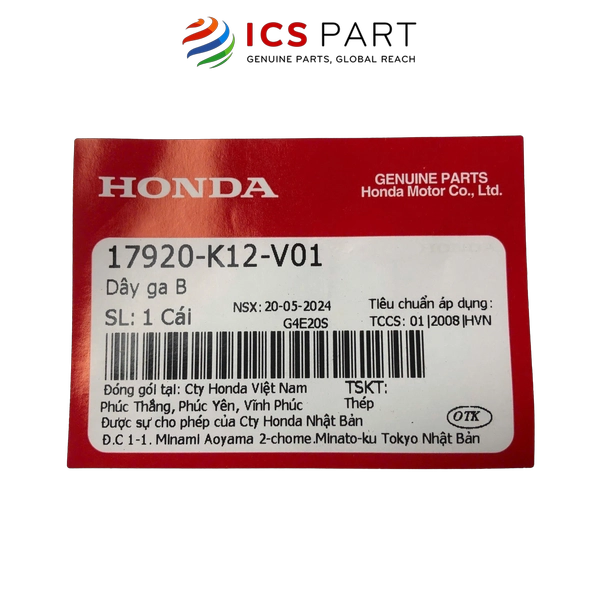 ICS PART
GENUINE PARTS, GLOBAL REACH
HONDA
GENUINE PARTS
Honda Motor Co., Ltd.
17920-K12-V01
Dây ga B
SL: 1 Cái
NSX: 20-05-2024
G4E20S
Tiêu chuẩn áp dụng:
TCCS: 01|2008|HVN
Đóng gói tại: Cty Honda Việt Nam
Phúc Thắng, Phúc Yên, Vĩnh Phúc
TSKT:
Thép
Được sự cho phép của Cty Honda Nhật Bản
Đ.C 1-1. Minami Aoyama 2-chome.Minato-ku Tokyo Nhật Bản
OTK